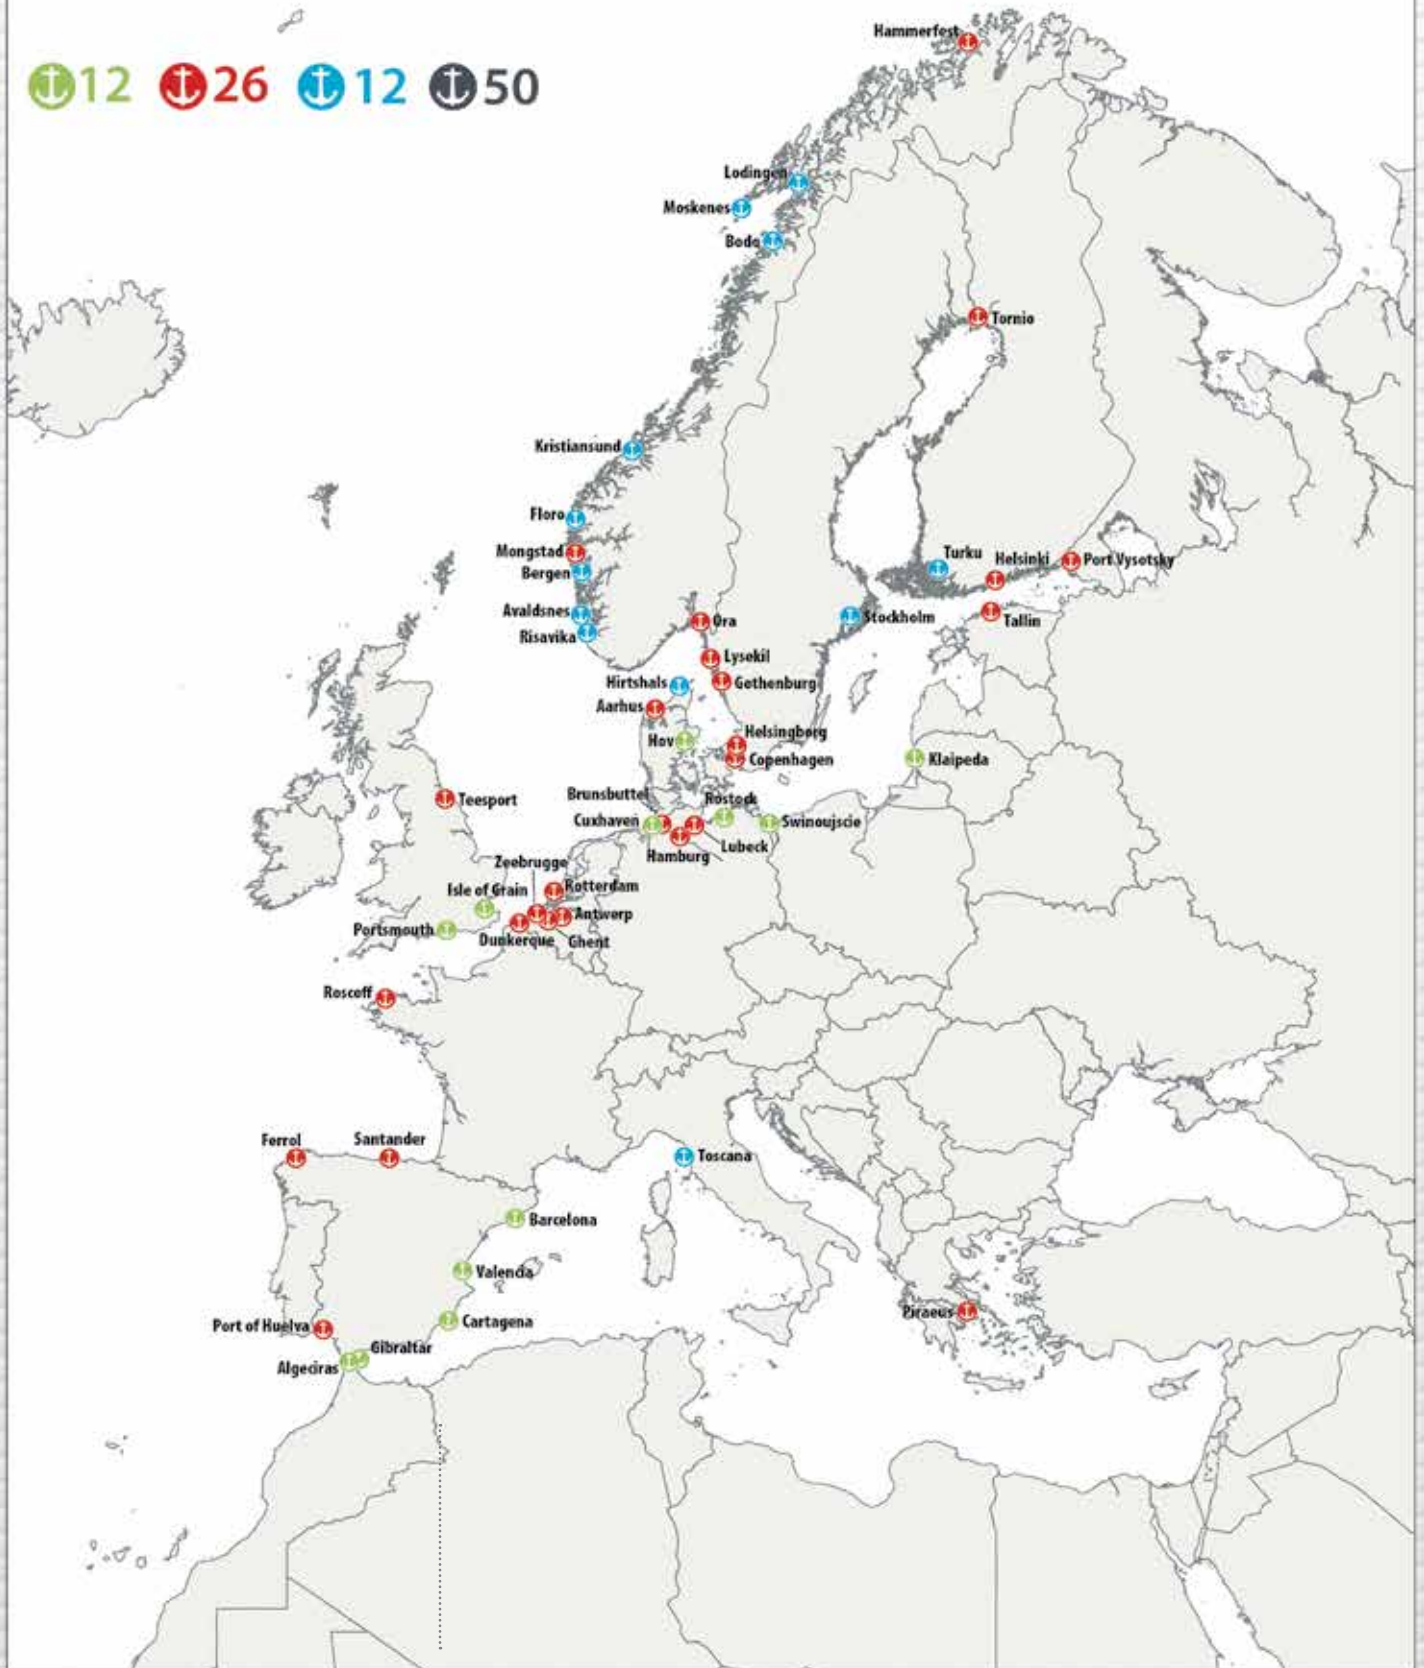 12 26 12 50
Hammerfest
Lodingen
Moskenes
Bodo
Tornio
Kristiansund
Floro
Mongstad
Bergen
Turku
Helsinki
Port Vysotsky
Avaldsnes
Risavika
Ora
Stockholm
Tallin
Lysekil
Hirtshals
Gothenburg
Aarhus
Hov
Helsingborg
Copenhagen
Klaipeda
Brunsbuttel
Rostock
Teesport
Cuxhaven
Swinoujscie
Lubeck
Hamburg
Zeebrugge
Isle of Grain
Rotterdam
Antwerp
Portsmouth
Dunkerque
Ghent
Roscoff
Ferrol
Santander
Toscana
Barcelona
Valencia
Piraeus
Cartagena
Port of Huelva
Gibraltar
Algeciras